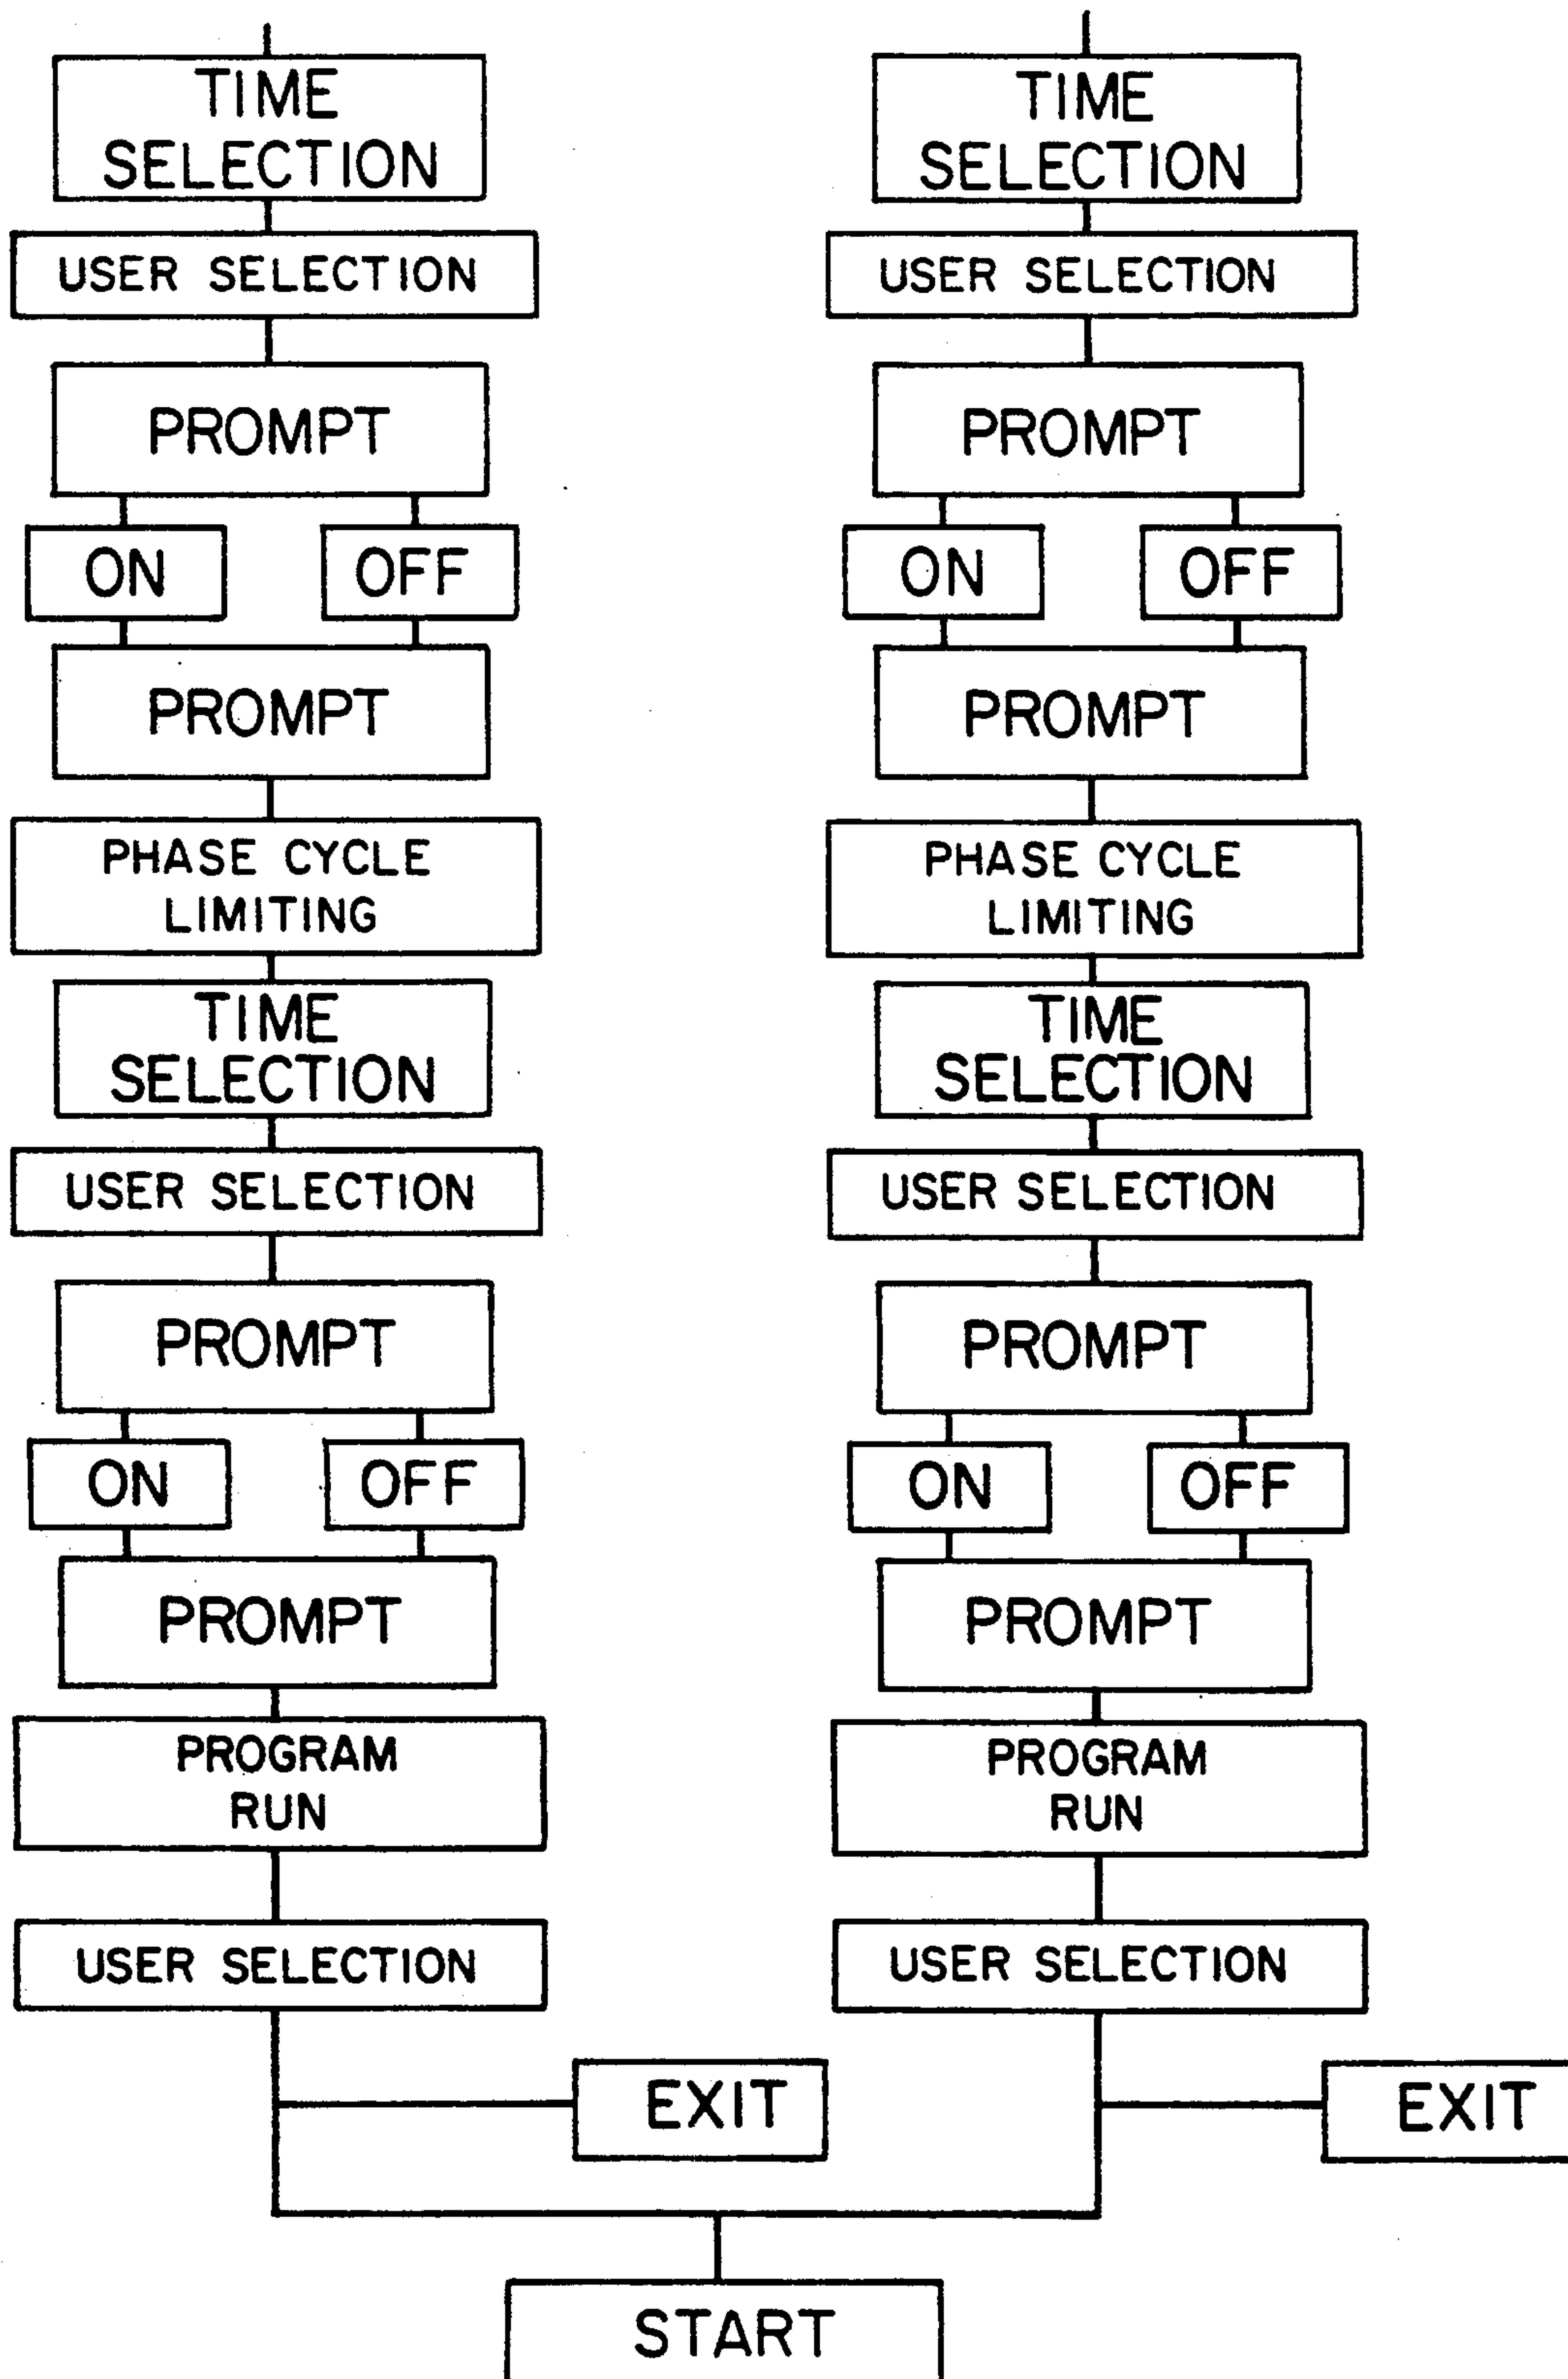 TIME
SELECTION
USER SELECTION
PROMPT
ON
OFF
PROMPT
PHASE CYCLE
LIMITING
TIME
SELECTION
USER SELECTION
PROMPT
ON
OFF
PROMPT
PROGRAM
RUN
USER SELECTION
EXIT
TIME
SELECTION
USER SELECTION
PROMPT
ON
OFF
PROMPT
PHASE CYCLE
LIMITING
TIME
SELECTION
USER SELECTION
PROMPT
ON
OFF
PROMPT
PROGRAM
RUN
USER SELECTION
EXIT
START